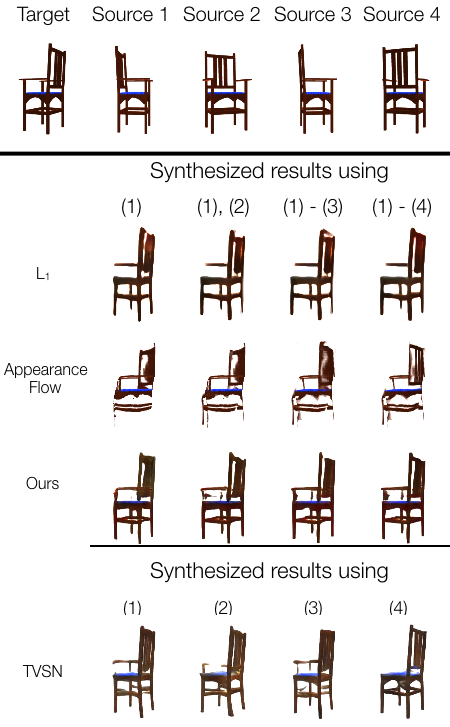 Target Source 1 Source 2 Source 3 Source 4
Synthesized results using
(1) (1), (2) (1) - (3) (1) - (4)
L₁
Appearance
Flow
Ours
Synthesized results using
(1) (2) (3) (4)
TVSN